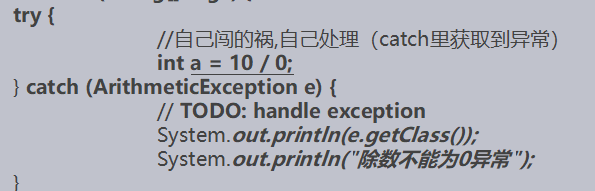 try {
//自己闯的祸,自己处理（catch里获取到异常）
int a = 10 / 0;
} catch (ArithmeticException e) {
// TODO: handle exception
System.out.println(e.getClass());
System.out.println("除数不能为0异常");
}